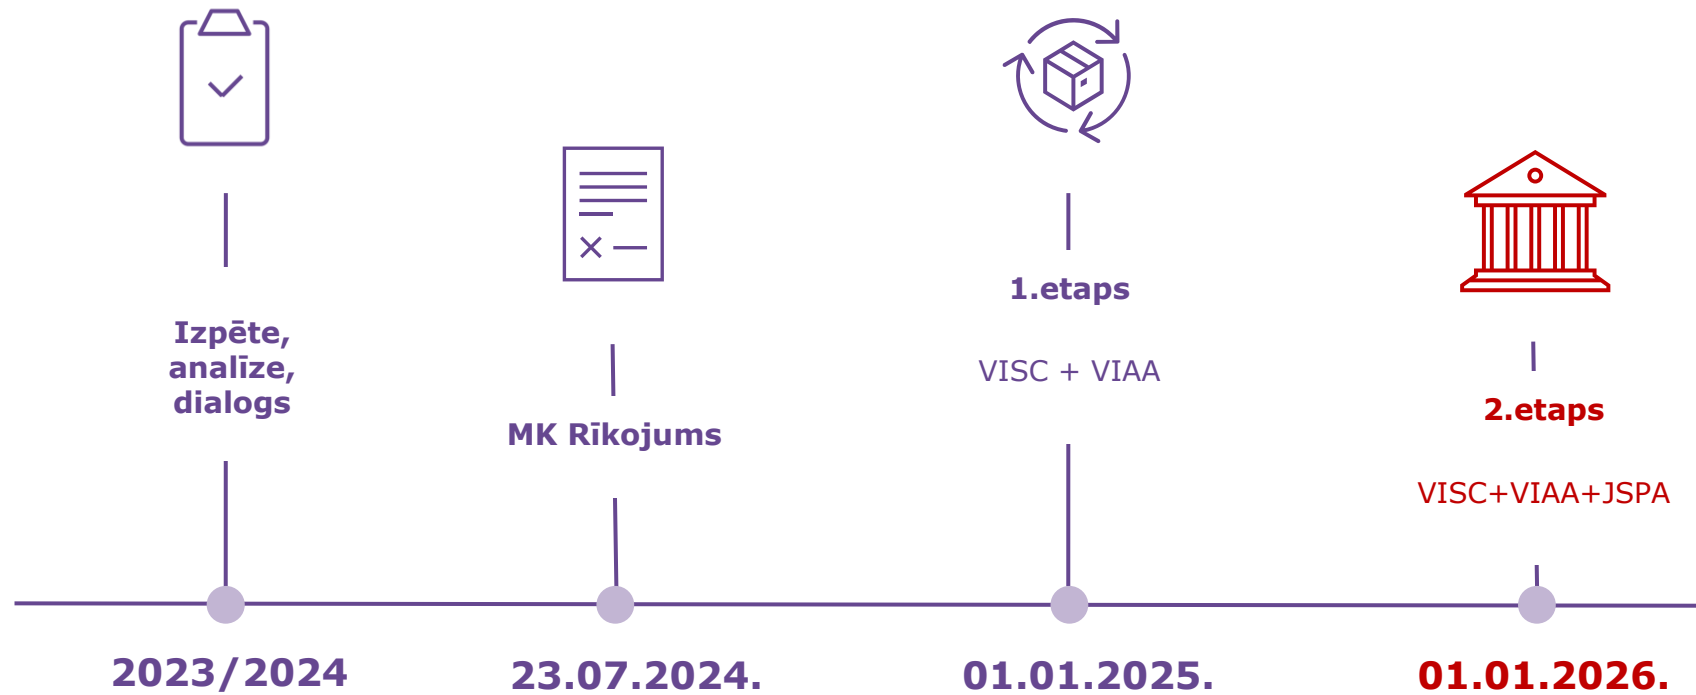 Izpēte,
analīze,
dialogs
2023/2024
MK Rīkojums
23.07.2024.
1.etaps
VISC + VIAA
01.01.2025.
2.etaps
VISC+VIAA+JSPA
01.01.2026.